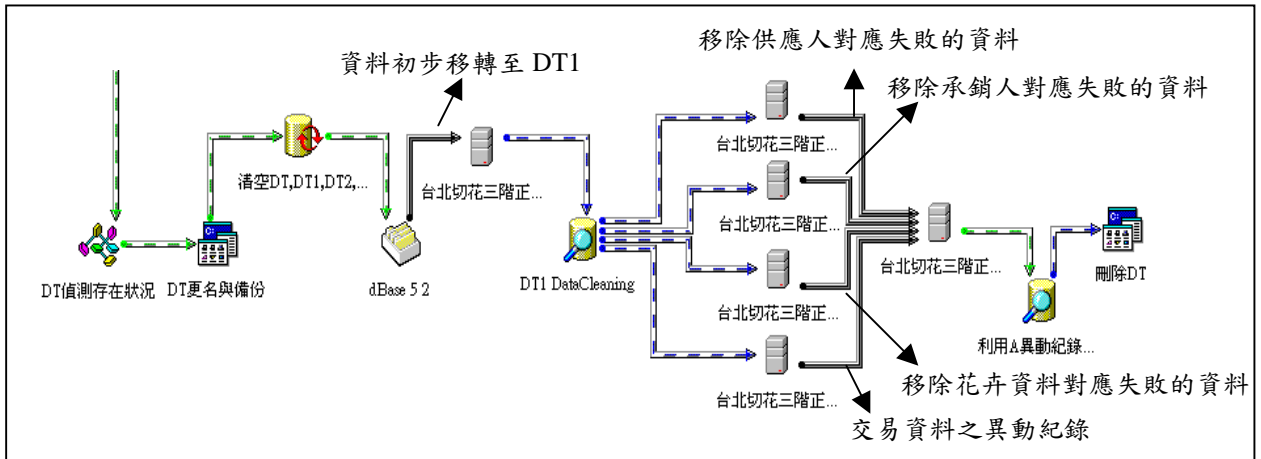 移除供應人對應失敗的資料
資料初步移轉至 DT1
移除承銷人對應失敗的資料
台北切花三階正...
清空DT,DT1,DT2,...
台北切花三階正...
台北切花三階正...
台北切花三階正...
DT偵測存在狀況
DT更名與備份
dBase 5.2
DT1 DataCleaning
刪除DT
台北切花三階正...
利用A異動紀錄...
移除花卉資料對應失敗的資料
台北切花三階正...
交易資料之異動紀錄